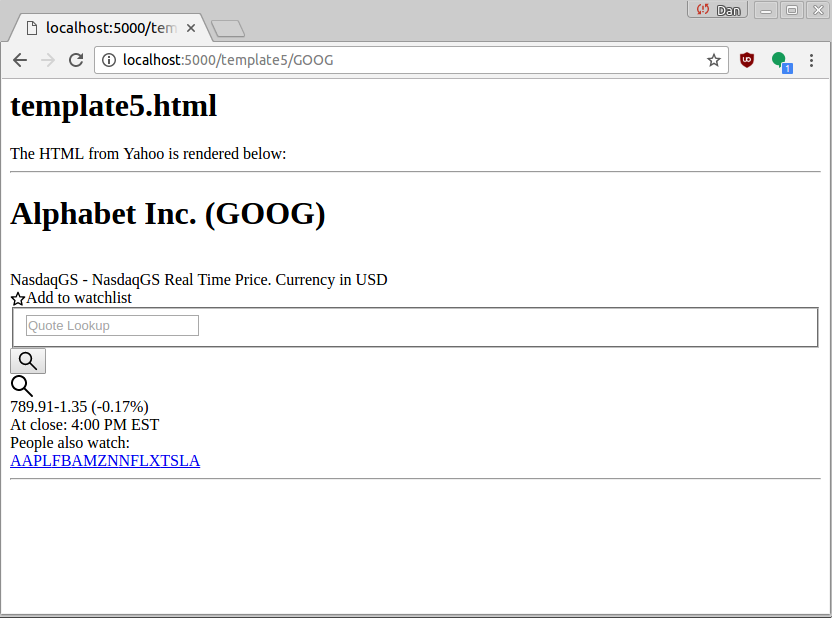 Dan
localhost:5000/tem
localhost:5000/template5/GOOG
1
template5.html
The HTML from Yahoo is rendered below:
Alphabet Inc. (GOOG)
NasdaqGS - NasdaqGS Real Time Price. Currency in USD
Add to watchlist
Quote Lookup
789.91-1.35 (-0.17%)
At close: 4:00 PM EST
People also watch:
AAPLFBAMZNNFLXTSLA